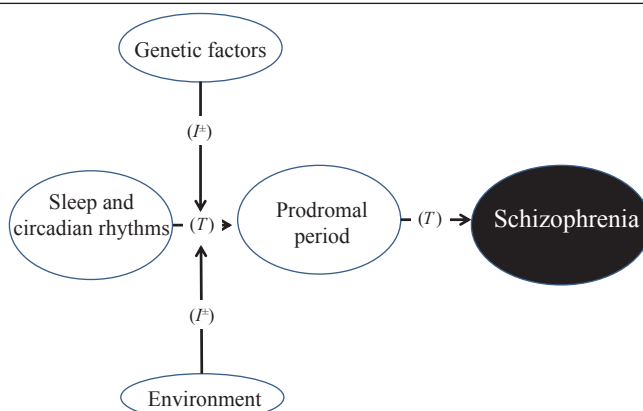 Genetic factors
(I±)
Sleep and
circadian rhythms
(T)
Prodromal
period
(T)
Schizophrenia
(I±)
Environment